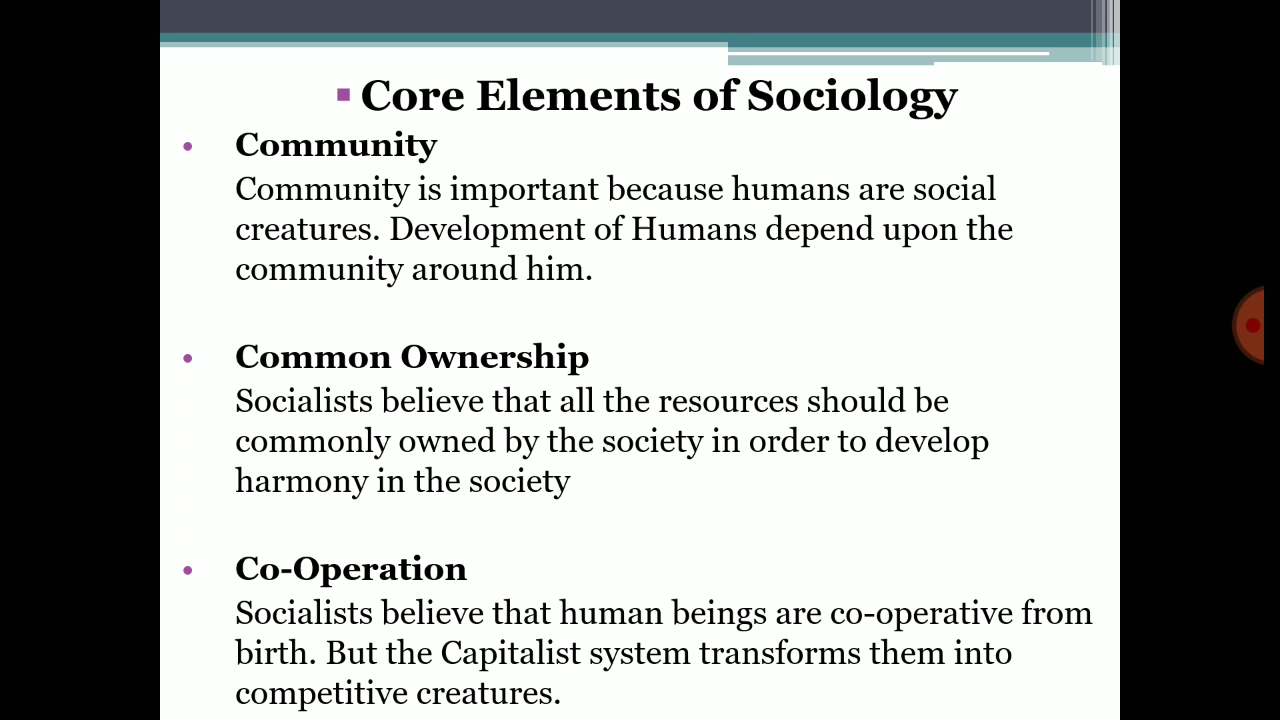 Core Elements of Sociology
Community
Community is important because humans are social
creatures. Development of Humans depend upon the
community around him.
Common Ownership
Socialists believe that all the resources should be
commonly owned by the society in order to develop
harmony in the society
Co-Operation
Socialists believe that human beings are co-operative from
birth. But the Capitalist system transforms them into
competitive creatures.